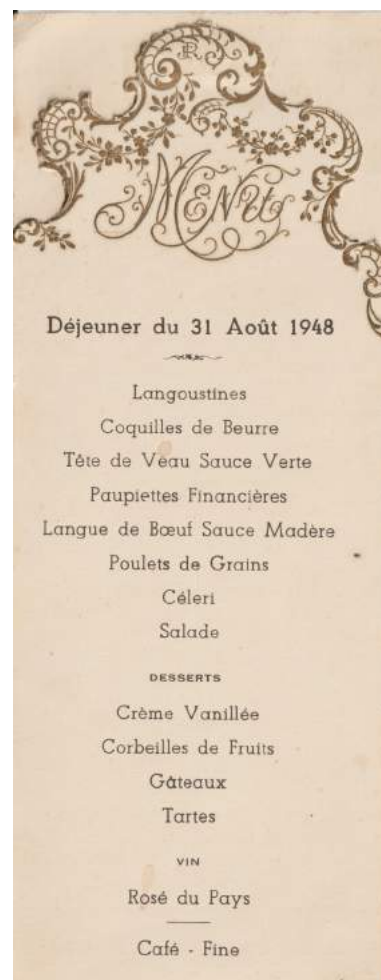 Menu
Déjeuner du 31 Août 1948
Langoustines
Coquilles de Beurre
Tête de Veau Sauce Verte
Paupiettes Financières
Langue de Bœuf Sauce Madère
Poulets de Grains
Céleri
Salade
DESSERTS
Crème Vanillée
Corbeilles de Fruits
Gâteaux
Tartes
VIN
Rosé du Pays
Café - Fine